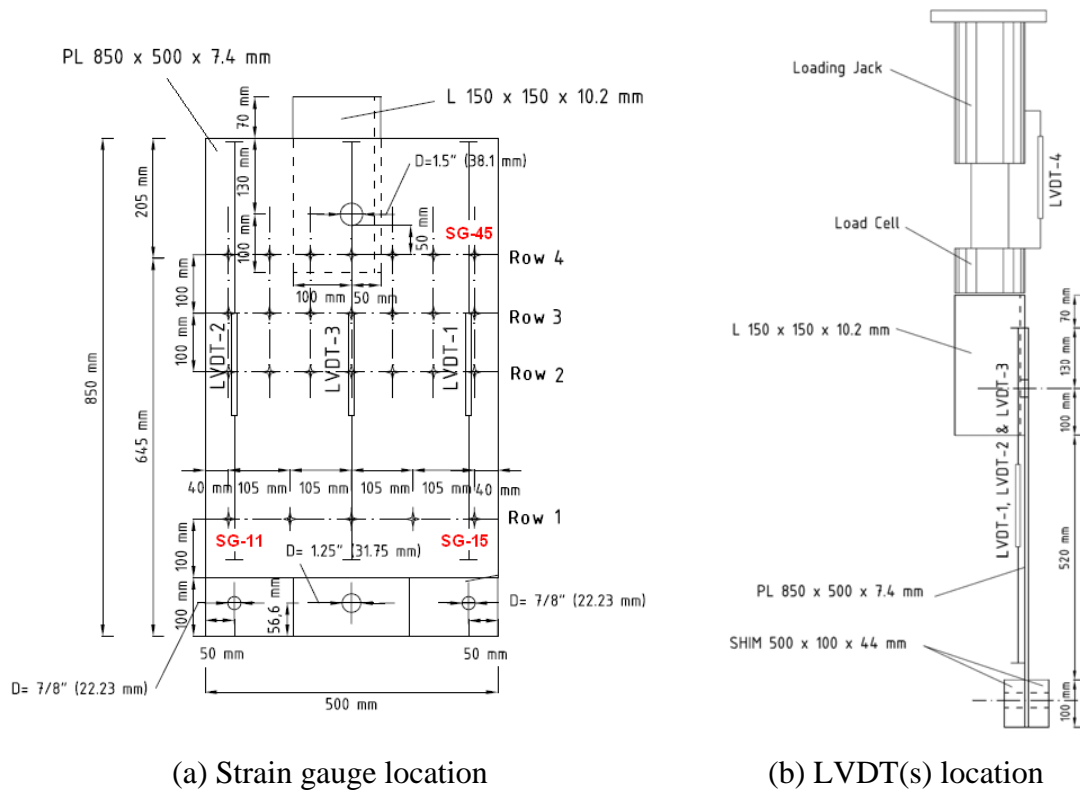 PL 850 x 500 x 7.4 mm
L 150 x 150 x 10.2 mm
70 mm
D=1.5" (38.1 mm)
130 mm
205 mm
100 mm
50 mm
SG-45
Row 4
100 mm 50 mm
100 mm
Row 3
LVDT-2
LVDT-3
LVDT-1
100 mm
Row 2
850 mm
645 mm
40 mm 105 mm 105 mm 105 mm 105 mm 40 mm
Row 1
SG-11
SG-15
D= 1.25" (31.75 mm)
100 mm
100 mm
56,6 mm
D= 7/8" (22.23 mm)
50 mm
50 mm
D= 7/8" (22.23 mm)
500 mm
(a) Strain gauge location
Loading Jack
LVDT-4
Load Cell
L 150 x 150 x 10.2 mm
70 mm
130 mm
100 mm
LVDT-1, LVDT-2 & LVDT-3
520 mm
PL 850 x 500 x 7.4 mm
SHIM 500 x 100 x 44 mm
100 mm
(b) LVDT(s) location